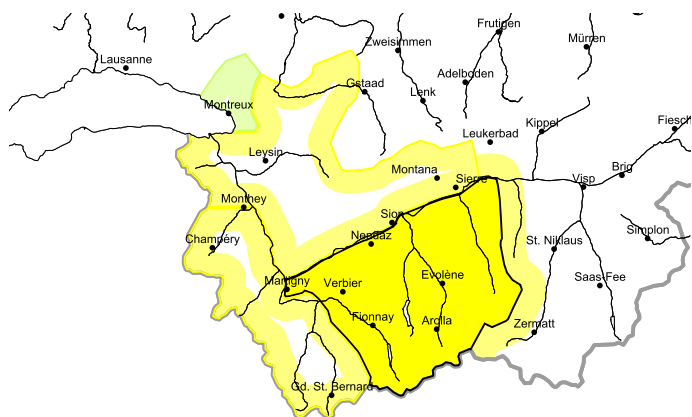 Frutigen
Zweisimmen
Mürren
Lausanne
Adelboden
Gstaad
Lenk
Montreux
Kippel
Fiesch
Leukerbad
Leysin
Montana
Sierre
Brig
Visp
Monthey
Sion
Simplon
Nendaz
Champéry
St. Niklaus
Evolène
Saas-Fee
Martigny
Verbier
Fionnay
Arolla
Zermatt
Gd. St. Bernard